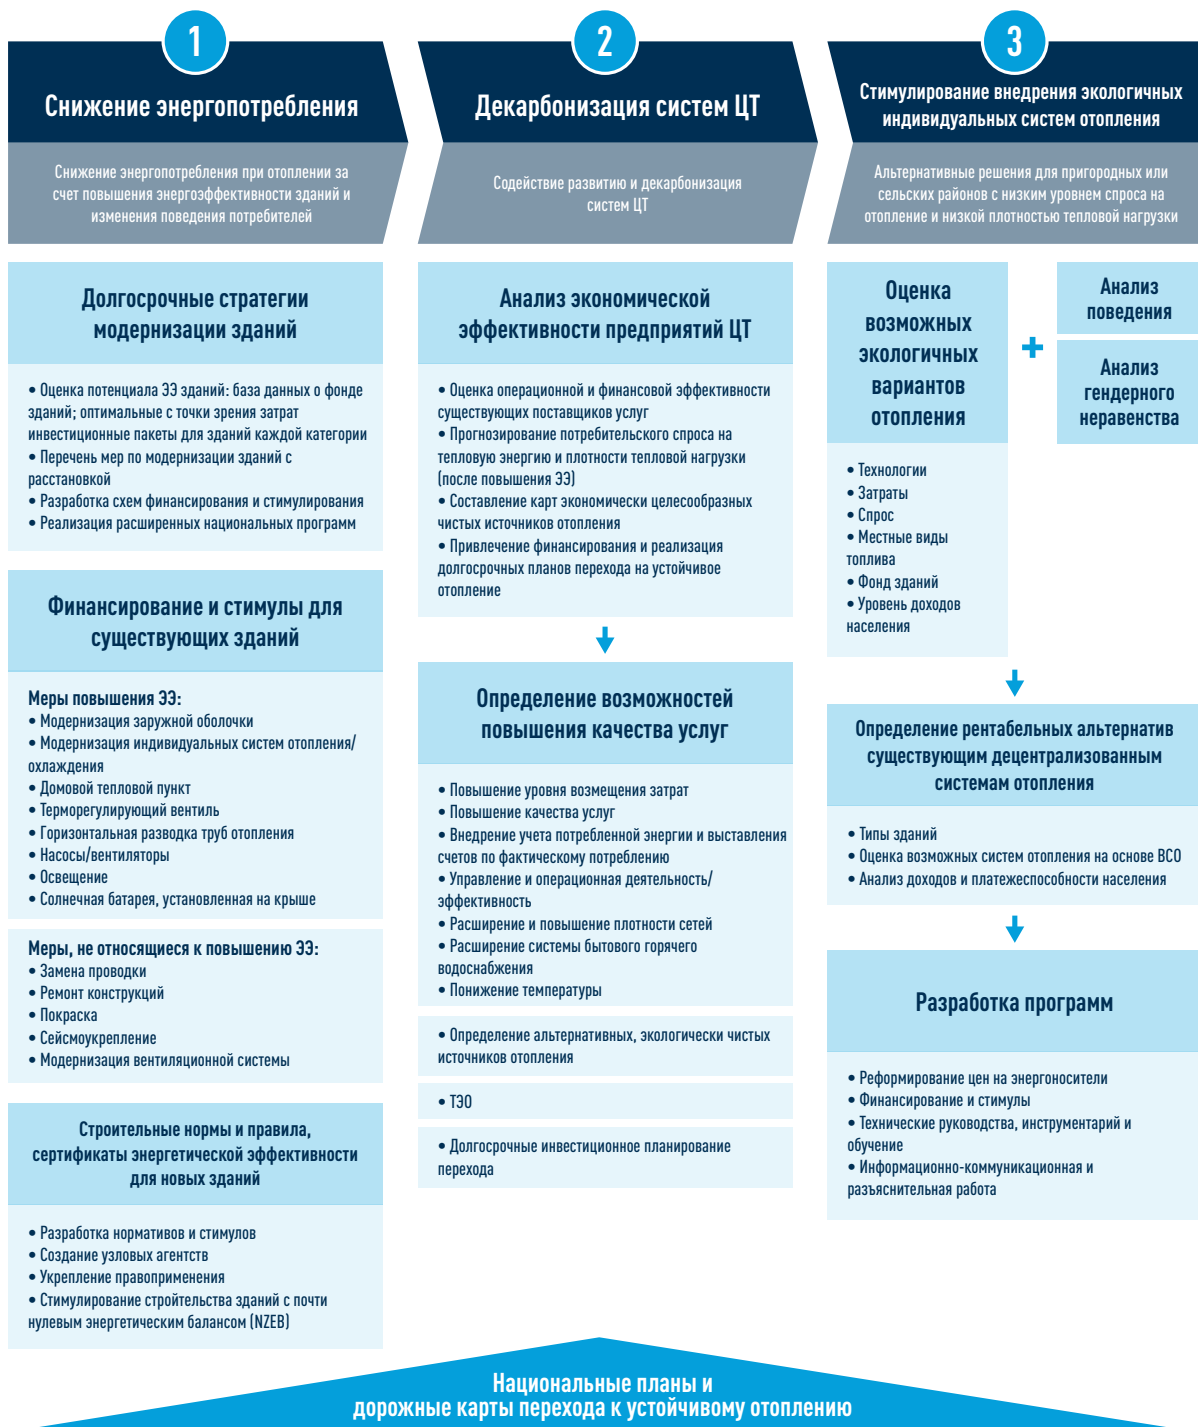 1
Снижение энергопотребления
Снижение энергопотребления при отоплении за
счет повышения энергоэффективности зданий и
изменения поведения потребителей
Долгосрочные стратегии
модернизации зданий
• Оценка потенциала ЭЭ зданий: база данных о фонде
зданий; оптимальные с точки зрения затрат
инвестиционные пакеты для зданий каждой категории
• Перечень мер по модернизации зданий с
расстановкой
• Разработка схем финансирования и стимулирования
• Реализация расширенных национальных программ
Финансирование и стимулы для
существующих зданий
Меры повышения ЭЭ:
• Модернизация заружной оболочки
• Модернизация индивидуальных систем отопления/
охлаждения
• Домовой тепловой пункт
• Терморегулирующий вентиль
• Горизонтальная разводка труб отопления
• Насосы/вентиляторы
• Освещение
• Солнечная батарея, установленная на крыше
Меры, не относящиеся к повышению ЭЭ:
• Замена проводки
• Ремонт конструкций
• Покраска
• Сейсмоукрепление
• Модернизация вентиляционной системы
Строительные нормы и правила,
сертификаты энергетической эффективности
для новых зданий
• Разработка нормативов и стимулов
• Создание узловых агентств
• Укрепление правоприменения
• Стимулирование стройтельства зданий с почти
нулевым энергетическим балансом (NZEB)
2
Декарбонизация систем ЦТ
Содействие развитию и декарбонизация
систем ЦТ
Анализ экономической
эффективности предприятий ЦТ
• Оценка операционной и финансовой эффективности
существующих поставщиков услуг
• Прогнозирование потребительского спроса на
тепловую энергию и плотности тепловой нагрузки
(после повышения ЭЭ)
• Составление карт экономически целесообразных
чистых источников отопления
• Привлечение финансирования и реализация
долгосрочных планов перехода на устойчивое
отопление
Определение возможностей
повышения качества услуг
• Повышение уровня возмещения затрат
• Повышение качества услуг
• Внедрение учета потребленной энергии и выставления
счетов по фактическому потреблению
• Управление и операционная деятельность/
эффективность
• Расширение и повышение плотности сетей
• Расширение системы бытового горячего
водоснабжения
• Понижение температуры
• Определение альтернативных, экологически чистых
источников отопления
• ТЭО
• Долгосрочные инвестиционное планирование
перехода
3
Стимулирование внедрения экологичных
индивидуальных систем отопления
Альтернативные решения для пригородных или
сельских районов с низким уровнем спроса на
отопление и низкой плотностью тепловой нагрузки
Оценка
возможных
экологичных
вариантов
отопления
• Технологии
• Затраты
• Спрос
• Местные виды
топлива
• Фонд зданий
• Уровень доходов
населения
+
Анализ
поведения
Анализ
гендерного
неравенства
Определение рентабельных альтернатив
существующим децентрализованным
системам отопления
• Типы зданий
• Оценка возможных систем отопления на основе ВСО
• Анализ доходов и платежеспособности населения
Разработка программ
• Реформирование цен на энергоносители
• Финансирование и стимулы
• Технические руководства, инструментарий и
обучение
• Информационно-коммуникационная и
разъяснительная работа
Национальные планы и
дорожные карты перехода к устойчивому отоплению